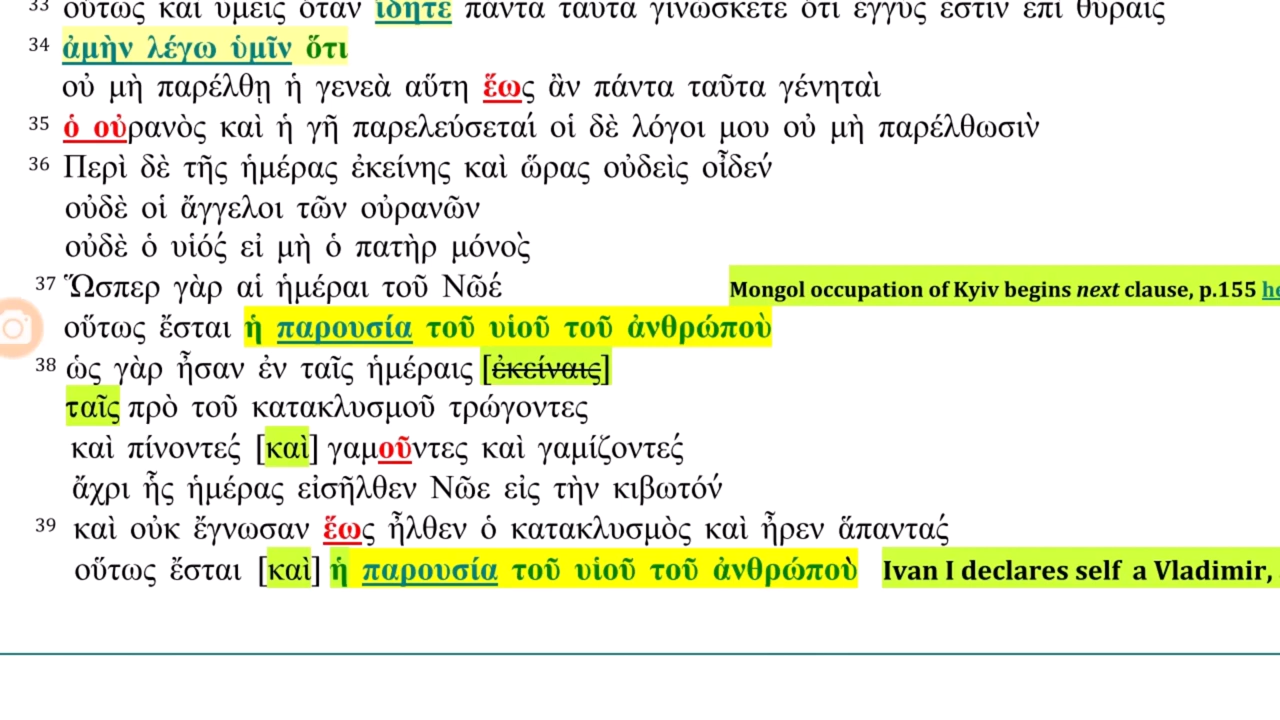 33 οὕτως καὶ ὑμεῖς ὅταν ἴδητε πάντα ταῦτα γινώσκετε ὅτι ἐγγύς ἐστιν ἐπὶ θύραις
34 ἀμὴν λέγω ὑμῖν ὅτι
οὐ μὴ παρέλθῃ ἡ γενεὰ αὕτη ἕως ἂν πάντα ταῦτα γένηταὶ
35 ὁ οὐρανὸς καὶ ἡ γῆ παρελεύσεταί οἱ δὲ λόγοι μου οὐ μὴ παρέλθωσιν̀
36 Περὶ δὲ τῆς ἡμέρας ἐκείνης καὶ ὥρας οὐδεὶς οἶδεν́
οὐδὲ οἱ ἄγγελοι τῶν οὐρανῶν
οὐδὲ ὁ υἱός́ εἰ μὴ ὁ πατὴρ μόνος̀
37 Ὥσπερ γὰρ αἱ ἡμέραι τοῦ Νῶέ Mongol occupation of Kyiv begins next clause, p.155
οὕτως ἔσται ἡ παρουσία τοῦ υἱοῦ τοῦ ἀνθρώποὺ
38 ὡς γὰρ ἦσαν ἐν ταῖς ἡμέραις [ἐκείναις]
ταῖς πρὸ τοῦ κατακλυσμοῦ τρώγοντες
καὶ πίνοντές [καὶ] γαμοῦντες καὶ γαμίζοντες́
ἄχρι ἧς ἡμέρας εἰσῆλθεν Νῶε εἰς τὴν κιβωτόν́
39 καὶ οὐκ ἔγνωσαν ἕως ἦλθεν ὁ κατακλυσμὸς καὶ ἦρεν ἅπαντας́
οὕτως ἔσται [καὶ] ἡ παρουσία τοῦ υἱοῦ τοῦ ἀνθρώποὺ Ivan I declares self a Vladimir,